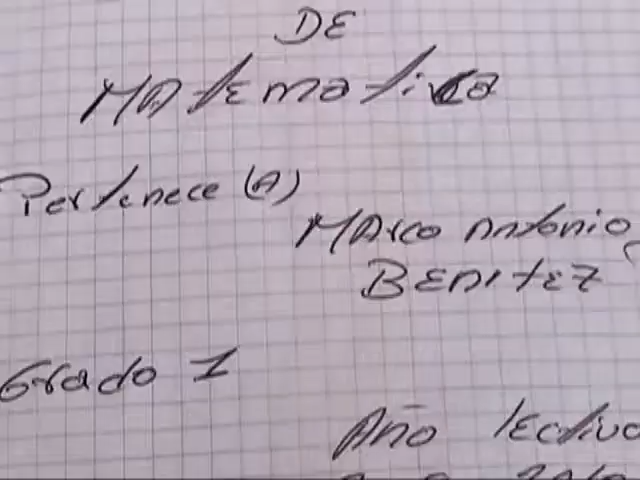 DE
MAtematica
Pertenece (A)
MArco Antonio
BENITEZ
Grado 1
Año lectivo